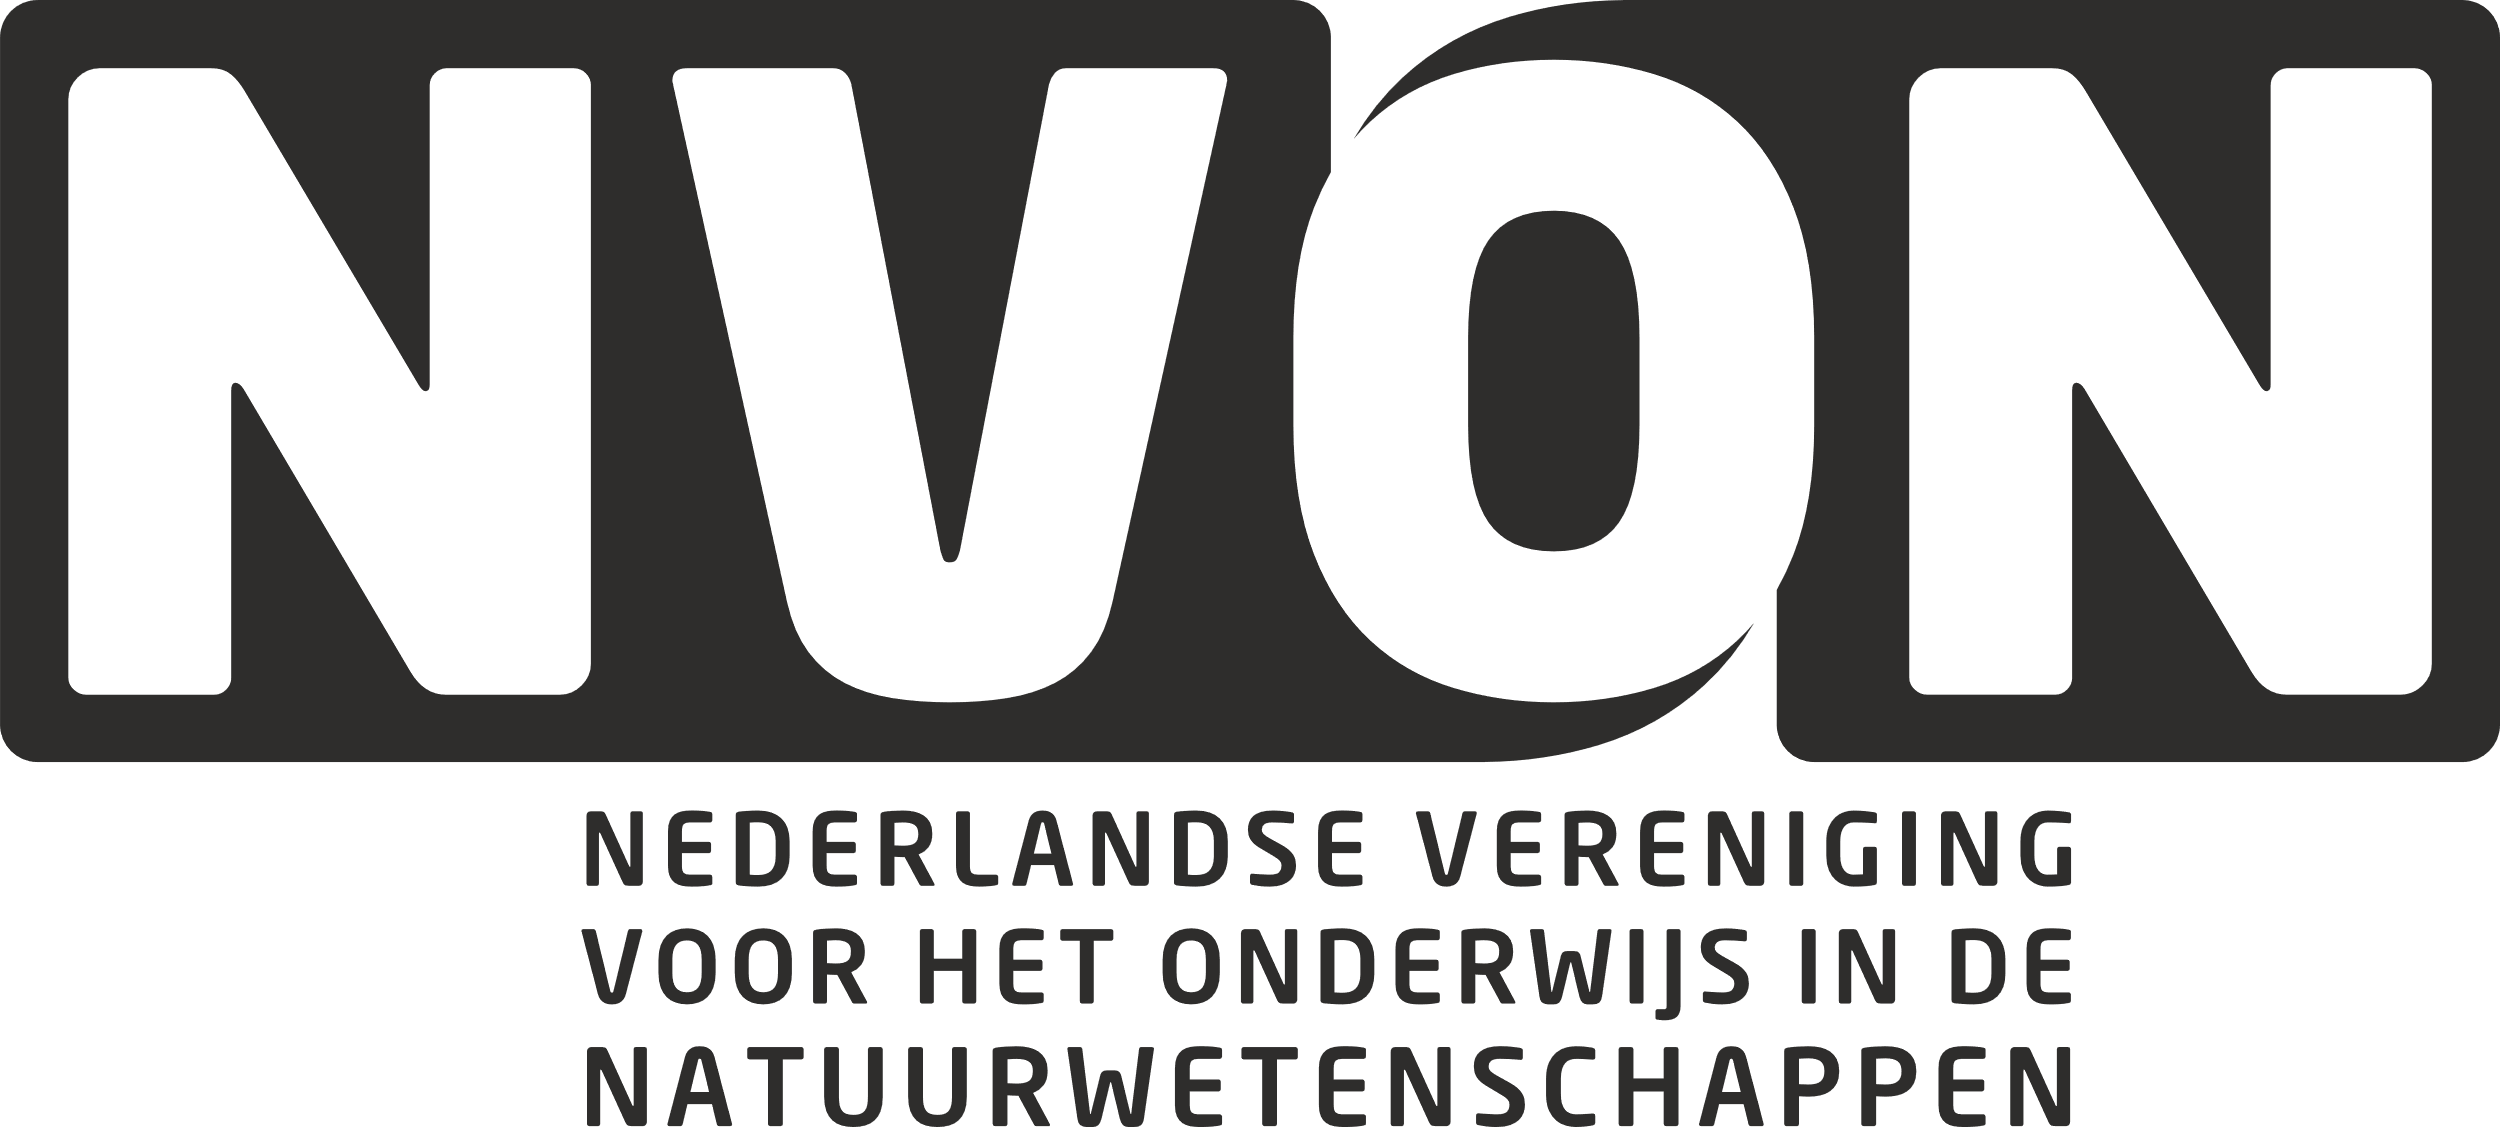 NVON
NEDERLANDSE VERENIGING
VOOR HET ONDERWIJS IN DE
NATUURWETENSCHAPPEN